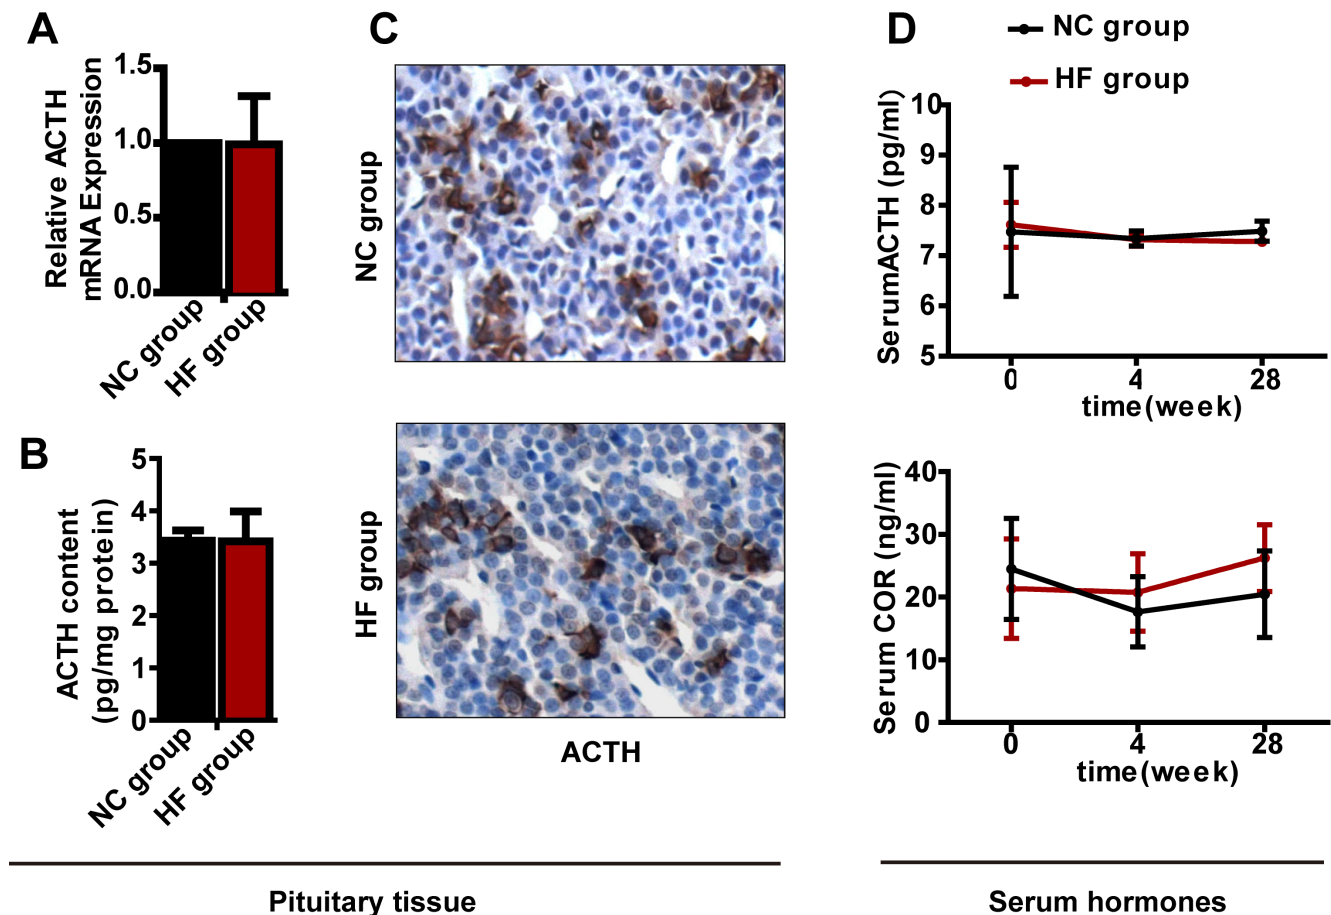 A
Relative ACTH
mRNA Expression
1.5
1.0
0.5
0.0
NC group
HF group
B
ACTH content
(pg/mg protein)
5
4
3
2
1
0
NC group
HF group
C
NC group
HF group
ACTH
Pituitary tissue
D
NC group
HF group
SerumACTH (pg/ml)
10
9
8
7
6
5
0 4 28
time(week)
Serum COR (ng/ml)
40
30
20
10
0
0 4 28
time(week)
Serum hormones